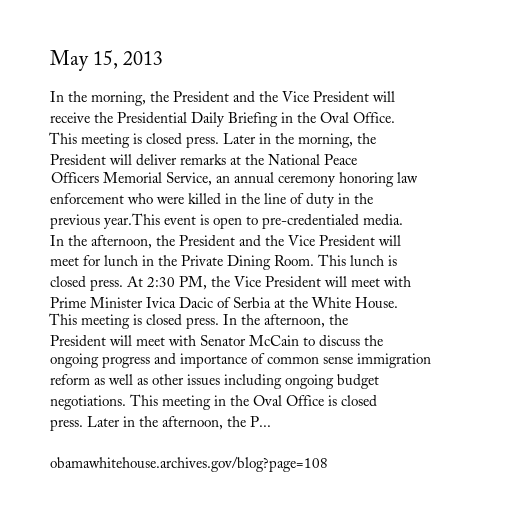 May 15, 2013
In the morning, the President and the Vice President will
receive the Presidential Daily Briefing in the Oval Office.
This meeting is closed press. Later in the morning, the
President will deliver remarks at the National Peace
Officers Memorial Service, an annual ceremony honoring law
enforcement who were killed in the line of duty in the
previous year.This event is open to pre-credentialed media.
In the afternoon, the President and the Vice President will
meet for lunch in the Private Dining Room. This lunch is
closed press. At 2:30 PM, the Vice President will meet with
Prime Minister Ivica Dacic of Serbia at the White House.
This meeting is closed press. In the afternoon, the
President will meet with Senator McCain to discuss the
ongoing progress and importance of common sense immigration
reform as well as other issues including ongoing budget
negotiations. This meeting in the Oval Office is closed
press. Later in the afternoon, the P...
obamawhitehouse.archives.gov/blog?page=108